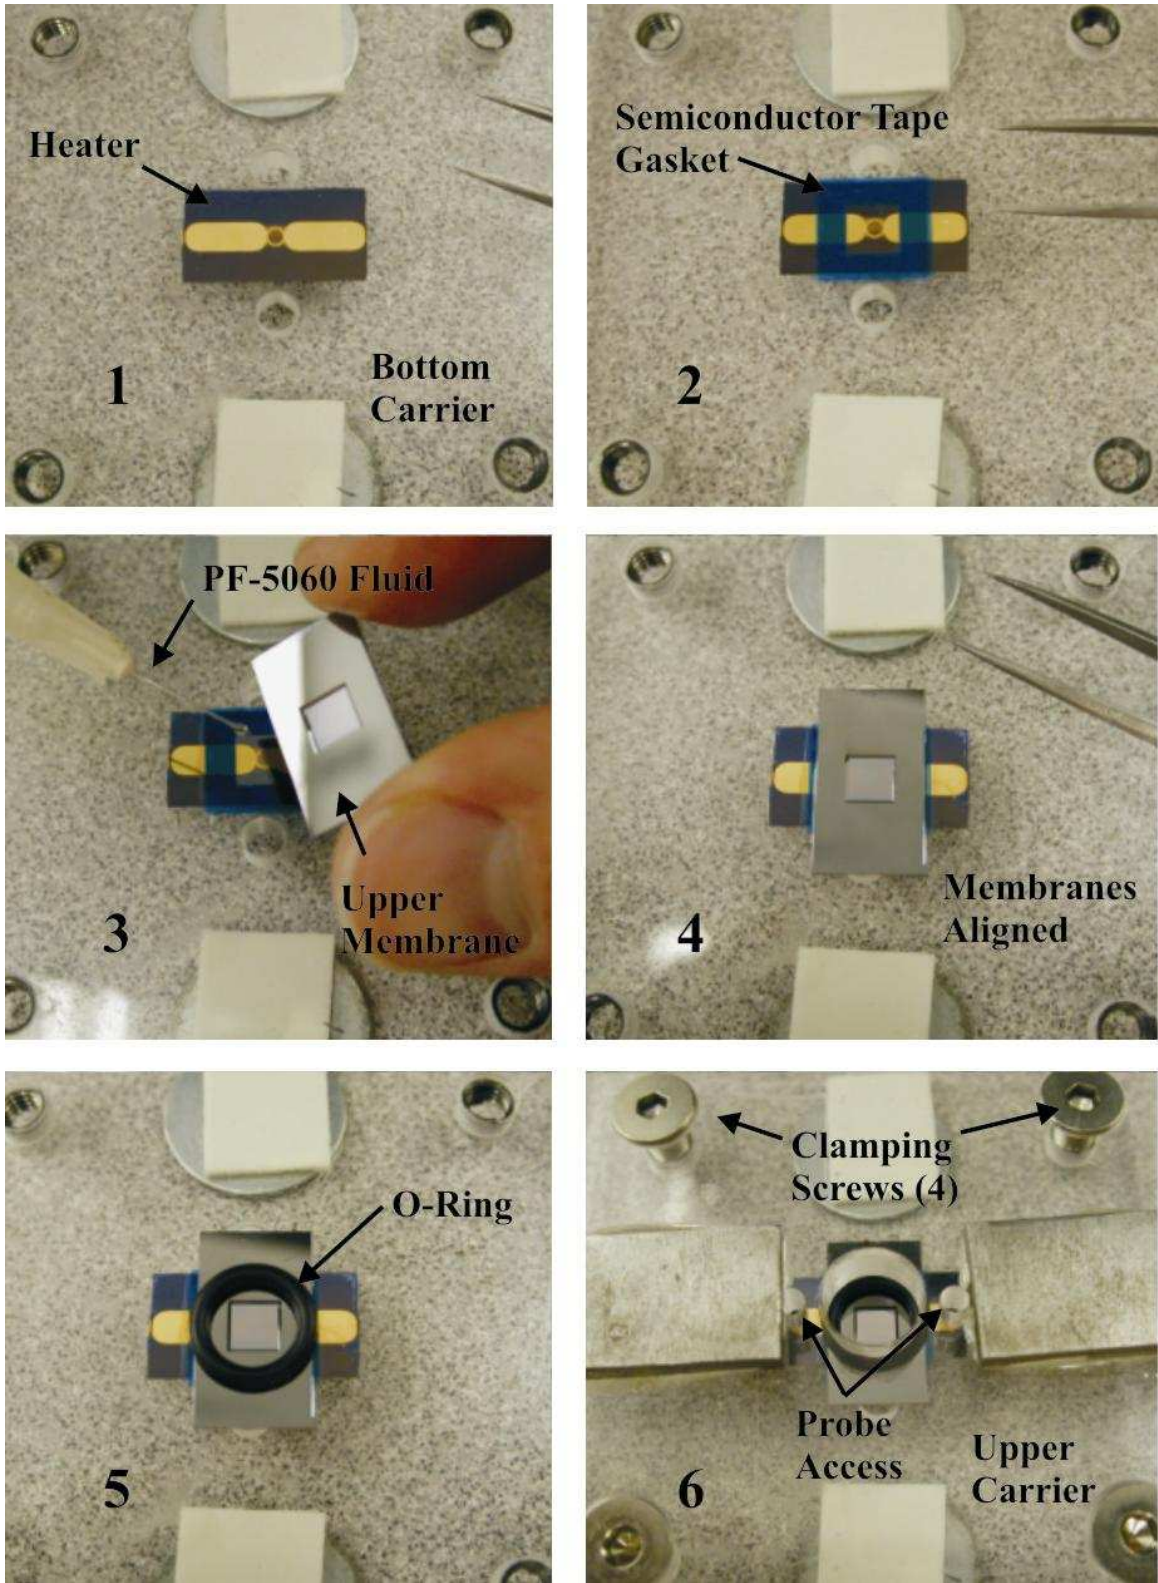 Heater
Bottom
Carrier
1
Semiconductor Tape
Gasket
2
PF-5060 Fluid
Upper
Membrane
3
Membranes
Aligned
4
O-Ring
5
Clamping
Screws (4)
Probe
Access
Upper
Carrier
6